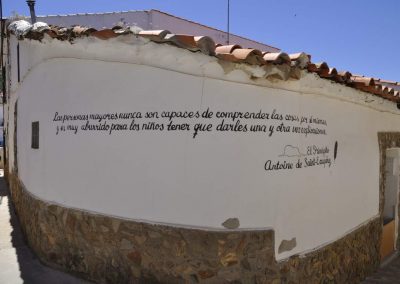 Las personas mayores nunca son capaces de comprender las cosas por sí mismas,
y es muy aburrido para los niños tener que darles una y otra vez explicaciones.
El Principito
Antoine de Saint-Exupéry